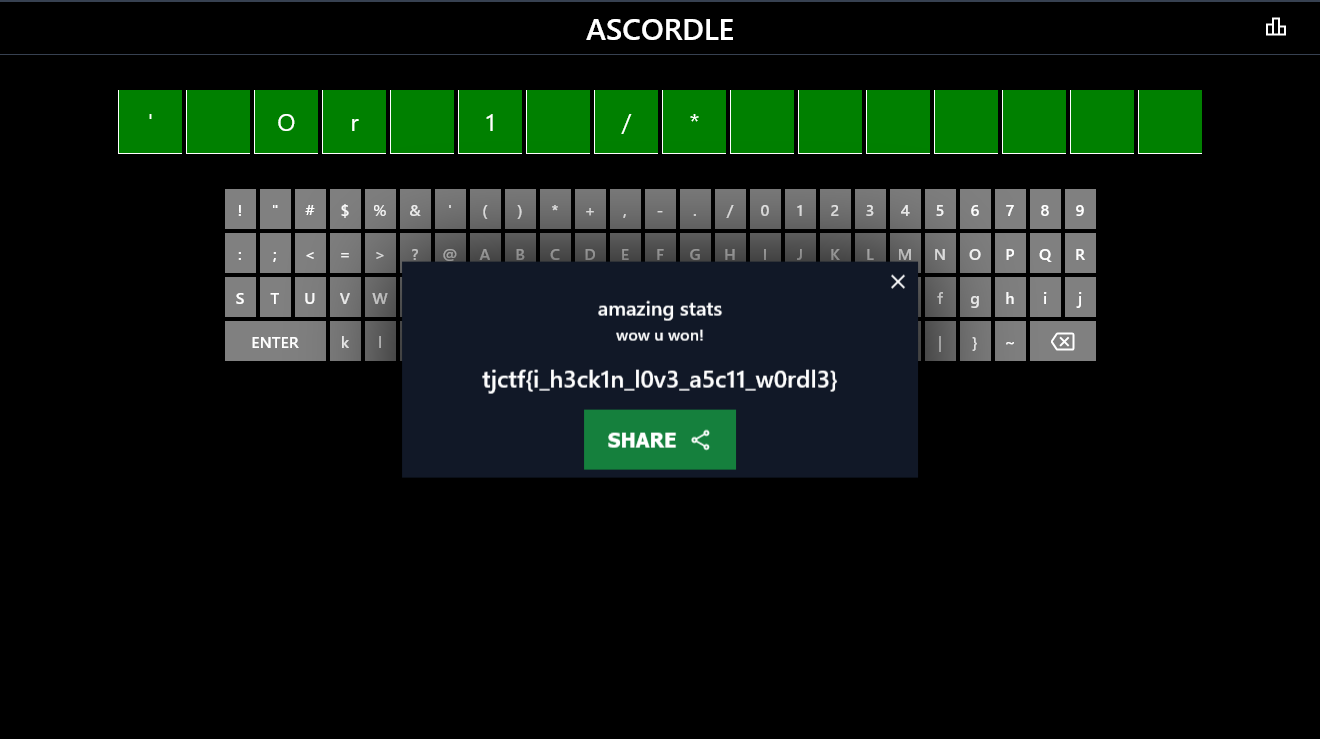 ASCORDLE
' O r 1 / *
! " # $ % & ' ( ) * + , - . / 0 1 2 3 4 5 6 7 8 9
: ; < = > ? @ A B C D E F G H I J K L M N O P Q R
S T U V W f g h i j
ENTER k l | } ~
amazing stats
wow u won!
tjctf{i_h3ck1n_l0v3_a5c11_w0rdl3}
SHARE